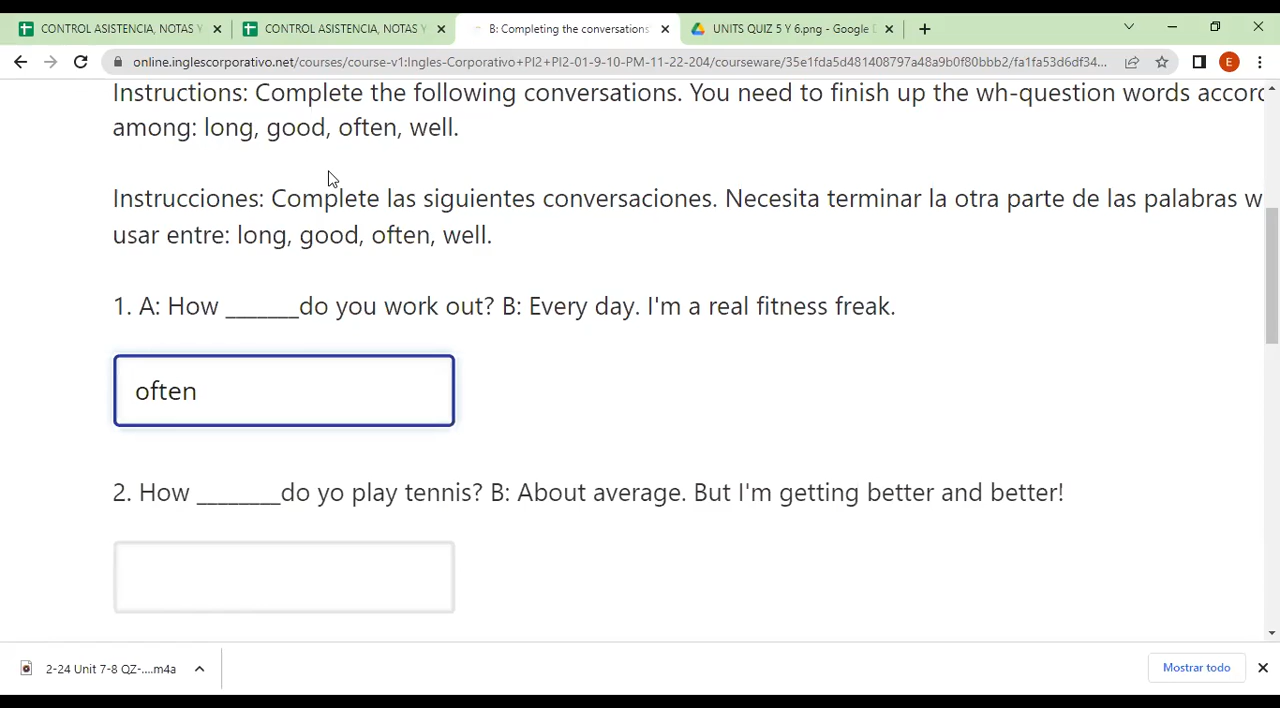 CONTROL ASISTENCIA, NOTAS Y
CONTROL ASISTENCIA, NOTAS Y
B: Completing the conversations
UNITS QUIZ 5 Y 6.png - Google D
online.inglescorporativo.net/courses/course-v1:Ingles-Corporativo+PI2+PI2-01-9-10-PM-11-22-204/courseware/35e1fda5d481408797a48a9b0f80bbb2/fa1fa53d6df34...
E
Instructions: Complete the following conversations. You need to finish up the wh-question words accord
among: long, good, often, well.
Instrucciones: Complete las siguientes conversaciones. Necesita terminar la otra parte de las palabras w
usar entre: long, good, often, well.
1. A: How _______do you work out? B: Every day. I'm a real fitness freak.
often
2. How ________do yo play tennis? B: About average. But I'm getting better and better!
2-24 Unit 7-8 QZ-....m4a
Mostrar todo